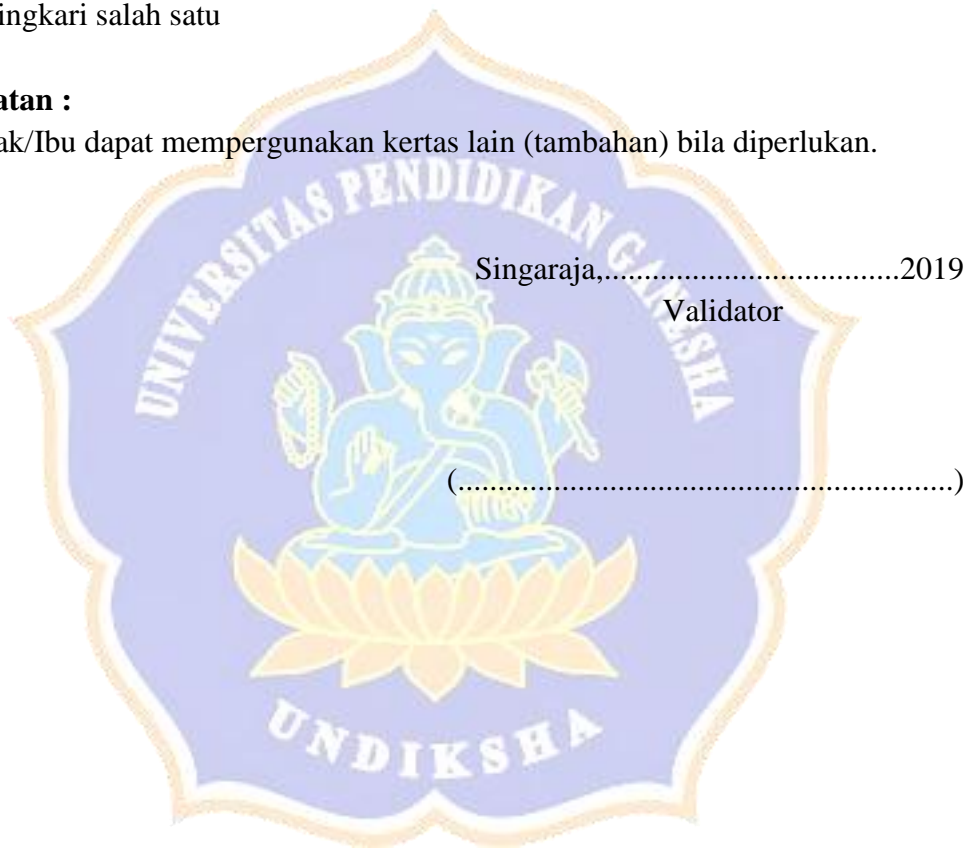 ingkari salah satu
atan :
ak/Ibu dapat mempergunakan kertas lain (tambahan) bila diperlukan.
UNIVERSITAS PENDIDIKAN GANESHA
Singaraja,.....................................2019
Validator
(..............................................................)
UNDIKSHA